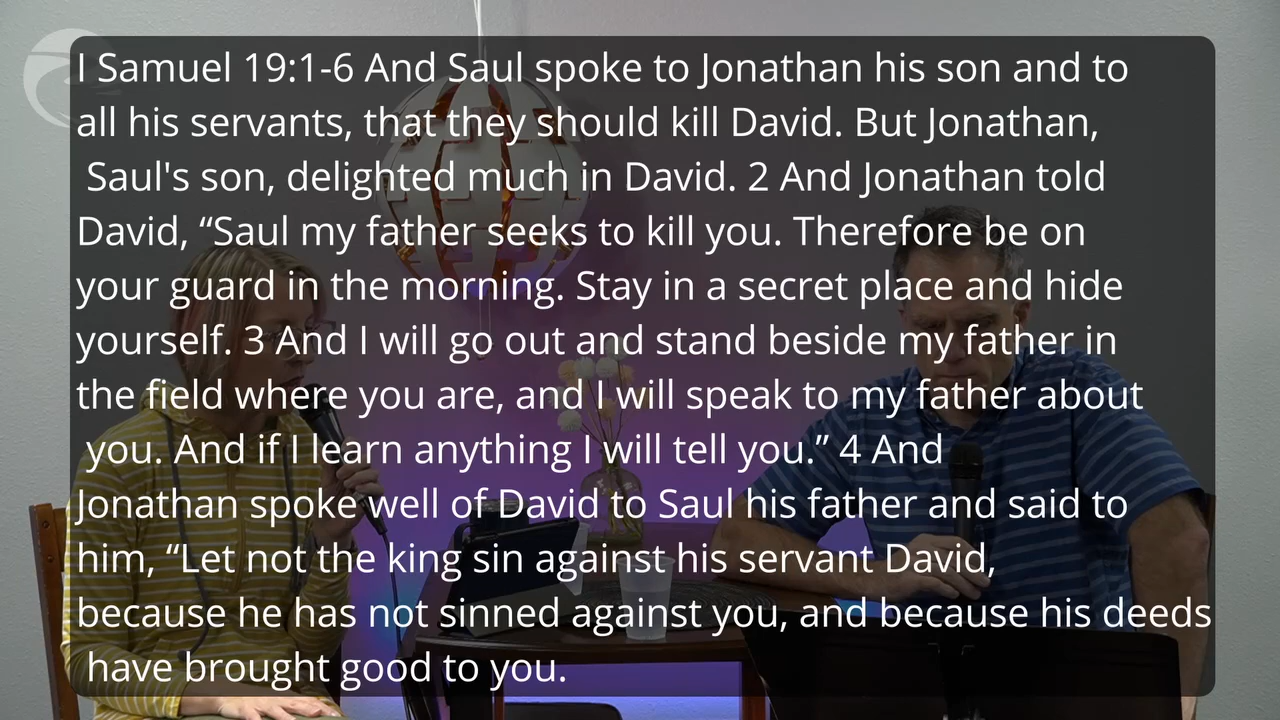 I Samuel 19:1-6 And Saul spoke to Jonathan his son and to
all his servants, that they should kill David. But Jonathan,
Saul's son, delighted much in David. 2 And Jonathan told
David, “Saul my father seeks to kill you. Therefore be on
your guard in the morning. Stay in a secret place and hide
yourself. 3 And I will go out and stand beside my father in
the field where you are, and I will speak to my father about
you. And if I learn anything I will tell you.” 4 And
Jonathan spoke well of David to Saul his father and said to
him, “Let not the king sin against his servant David,
because he has not sinned against you, and because his deeds
have brought good to you.